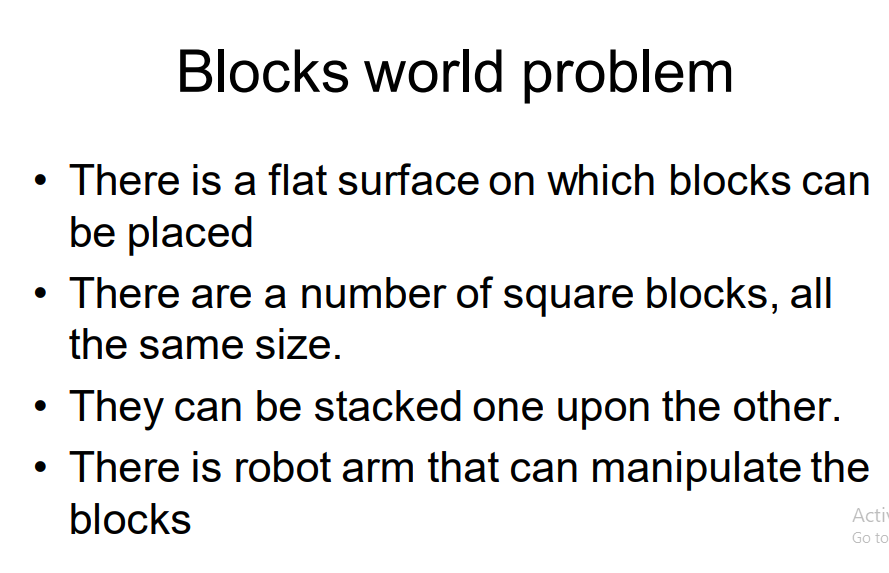 Blocks world problem
• There is a flat surface on which blocks can
be placed
• There are a number of square blocks, all
the same size.
• They can be stacked one upon the other.
• There is robot arm that can manipulate the
blocks
Go to